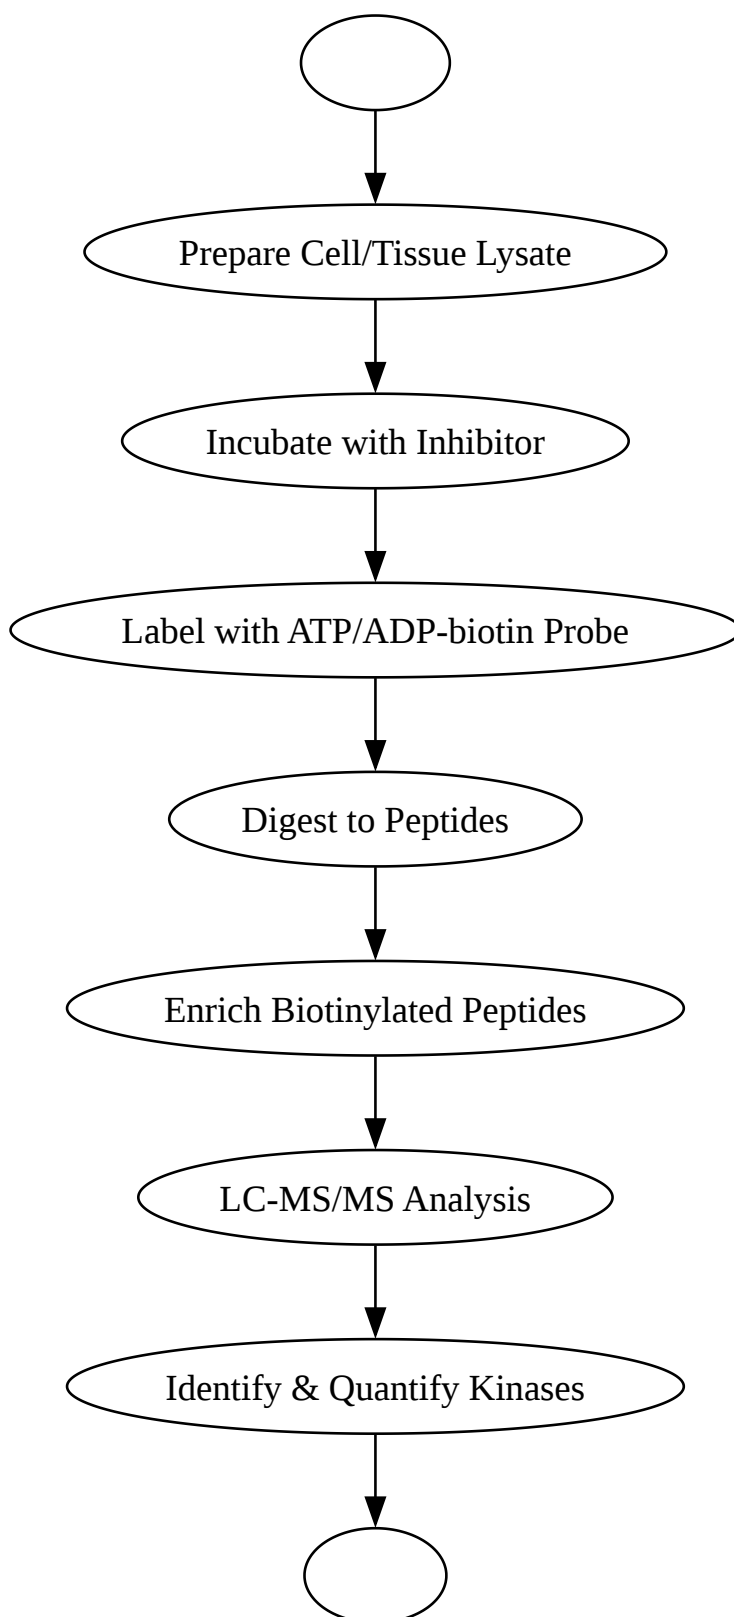 Prepare Cell/Tissue Lysate
Incubate with Inhibitor
Label with ATP/ADP-biotin Probe
Digest to Peptides
Enrich Biotinylated Peptides
LC-MS/MS Analysis
Identify & Quantify Kinases